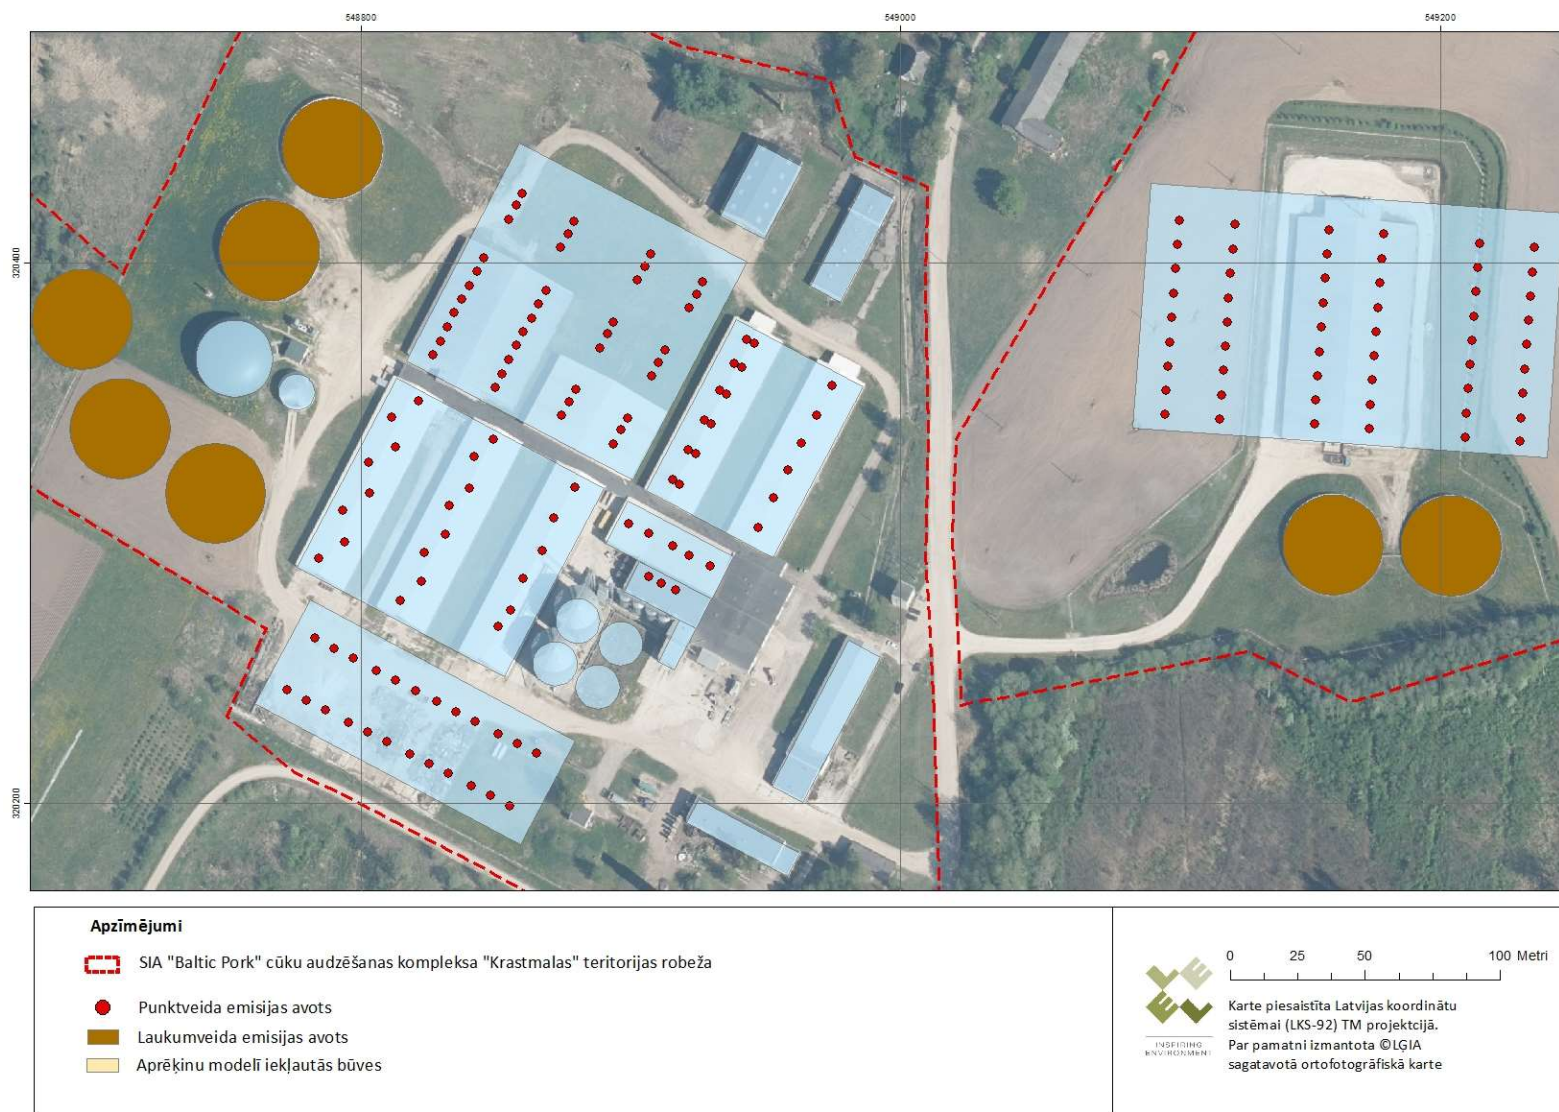 548800
549000
549200
320400
320200
Apzīmējumi
SIA "Baltic Pork" cūku audzēšanas kompleksa "Krastmalas" teritorijas robeža
Punktveida emisijas avots
Laukumveida emisijas avots
Aprēķinu modelī iekļautās būves
INSPIRING
ENVIRONMENT
0 25 50 100 Metri
Karte piesaistīta Latvijas koordinātu
sistēmai (LKS-92) TM projekcijā.
Par pamatni izmantota ©LĢIA
sagatavotā ortofotogrāfiskā karte